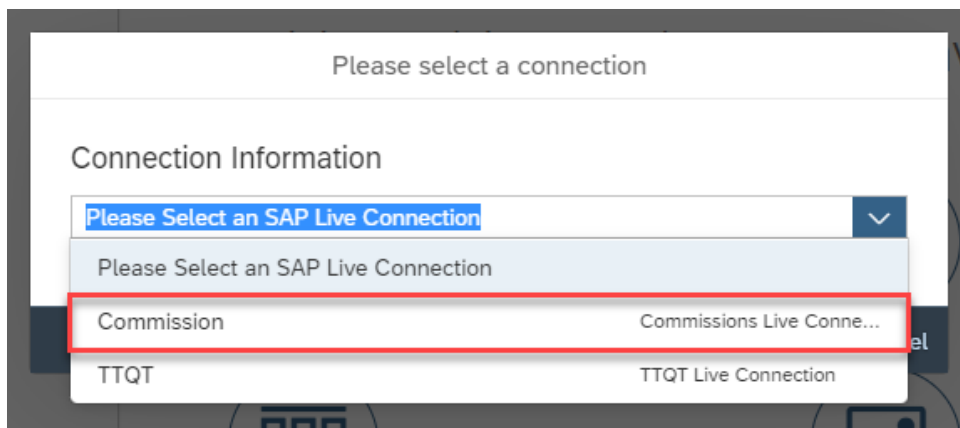 Please select a connection
Connection Information
Please Select an SAP Live Connection
Please Select an SAP Live Connection
Commission Commissions Live Conne...
el
TTQT TTQT Live Connection